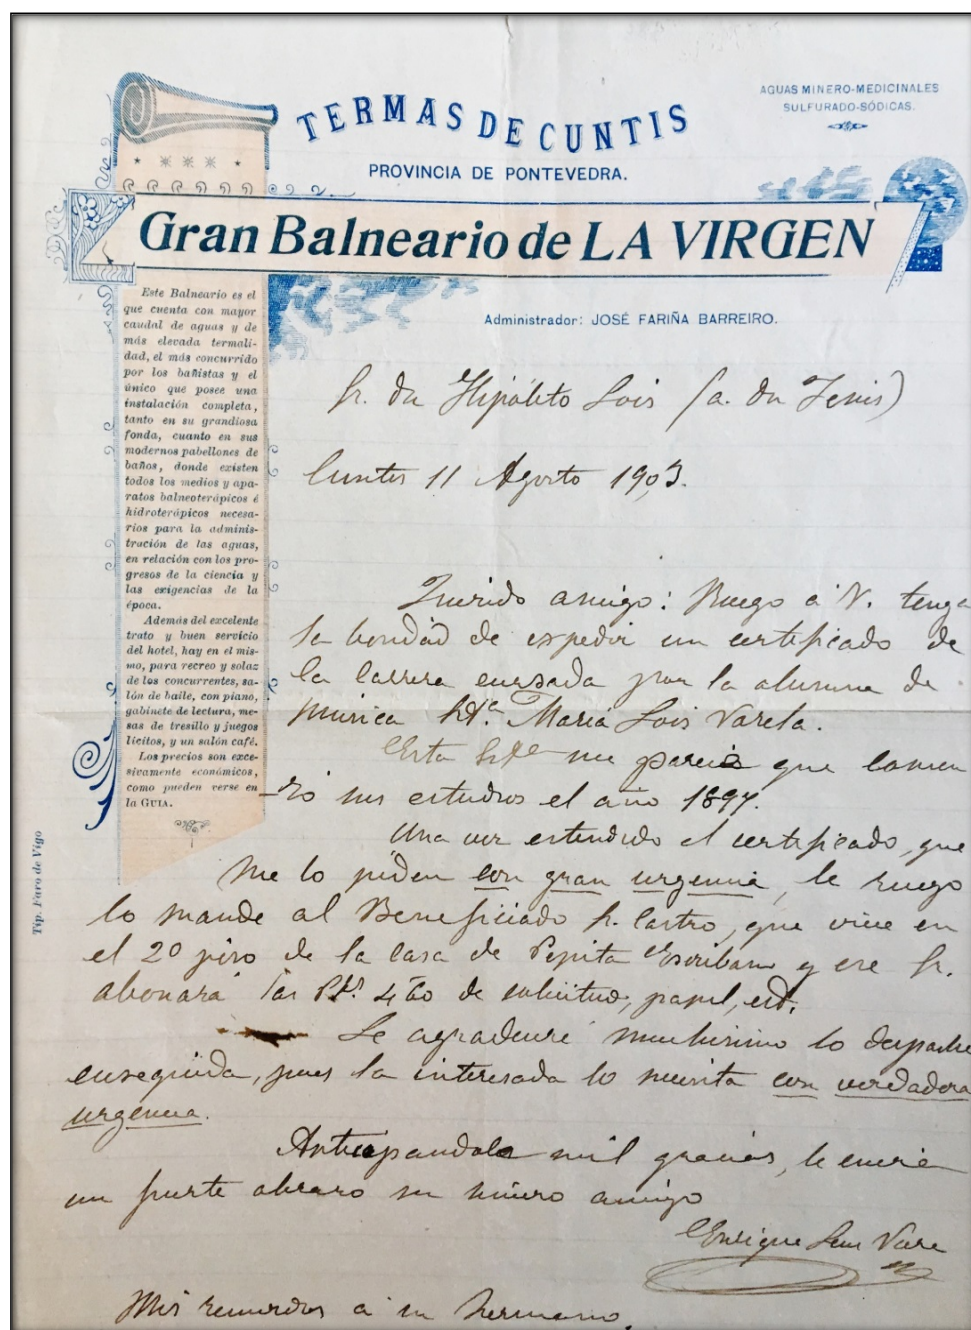 AGUAS MINERO-MEDICINALES
SULFURADO-SÓDICAS.
TERMAS DE CUNTIS
PROVINCIA DE PONTEVEDRA.
Gran Balneario de LA VIRGEN
Administrador: JOSÉ FARIÑA BARREIRO.
Este Balneario es el
que cuenta con mayor
caudal de aguas y de
más elevada termali-
dad, el más concurrido
por los bañistas y el
único que posee una
instalación completa,
tanto en su grandiosa
fonda, cuanto en sus
modernos pabellones de
baños, donde existen
todos los medios y apa-
ratos balneoterápicos é
hidroterápicos necesa-
rios para la adminis-
tración de las aguas,
en relación con los pro-
gresos de la ciencia y
las exigencias de la
época.
Además del excelente
trato y buen servicio
del hotel, hay en el mis-
mo, para recreo y solaz
de los concurrentes, sa-
lón de baile, con piano,
gabinete de lectura, me-
sas de tresillo y juegos
lícitos, y un salón café.
Los precios son exce-
sivamente económicos,
como pueden verse en
la GUIA.
Tip. Faro de Vigo
Sr. Dn Hipólito Lois
Cuntis 11 Agosto 1903.
Querido amigo: Ruego á V. tenga
la bondad de expedir un certificado de
la carrera cursada por la alumna de
música Srta. María Lois Varela.
Esta Srta me parece que comen
zó sus estudios el año 1897.
Una vez extendido el certificado, que
me lo piden con gran urgencia, le ruego
lo mande al Beneficiado Sr. Castro, que vive en
el 2º piso de la casa de Pepita Escribano y ese Sr.
abonará las Pts. de solicitud, papel, etc.
Le agradeceré muchisimo lo despache
enseguida, pues la interesada lo necesita con verdadera
urgencia.
Anticipandole mil gracias, le envia
un fuerte abrazo su sincero amigo
Enrique
Mis recuerdos á su hermano.